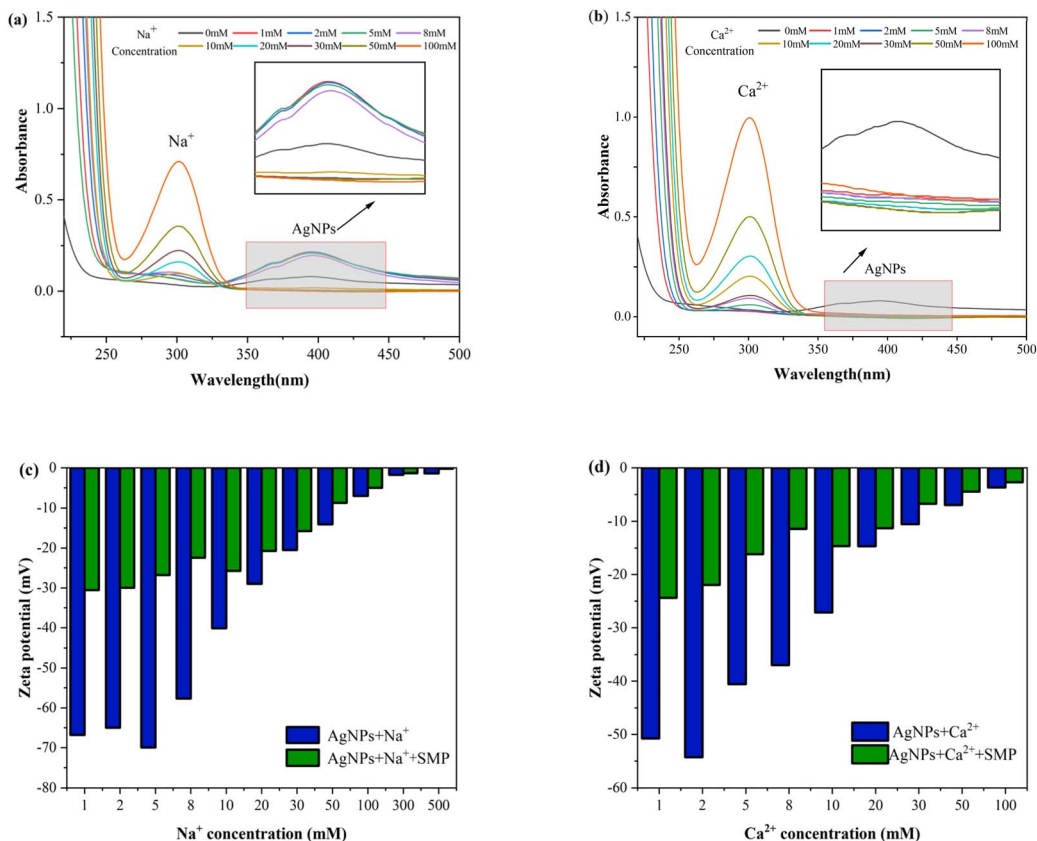 (a)
Na⁺
Concentration
0mM 1mM 2mM 5mM 8mM
10mM 20mM 30mM 50mM 100mM
1.5
1.0
0.5
0.0
Absorbance
Na⁺
AgNPs
250 300 350 400 450 500
Wavelength(nm)
(b)
Ca²⁺
Concentration
0mM 1mM 2mM 5mM 8mM
10mM 20mM 30mM 50mM 100mM
1.5
1.0
0.5
0.0
Absorbance
Ca²⁺
AgNPs
250 300 350 400 450 500
Wavelength(nm)
(c)
0
-10
-20
-30
-40
-50
-60
-70
-80
Zeta potential (mV)
AgNPs+Na⁺
AgNPs+Na⁺+SMP
1 2 5 8 10 20 30 50 100 300 500
Na⁺ concentration (mM)
(d)
0
-10
-20
-30
-40
-50
-60
Zeta potential (mV)
AgNPs+Ca²⁺
AgNPs+Ca²⁺+SMP
1 2 5 8 10 20 30 50 100
Ca²⁺ concentration (mM)